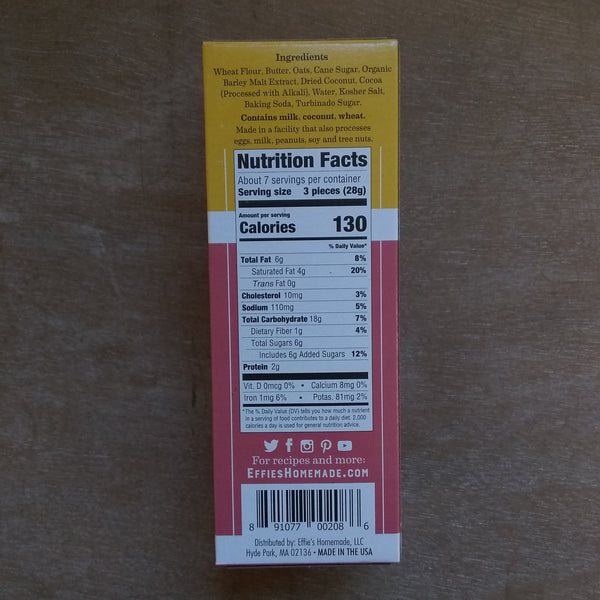 Ingredients
Wheat Flour, Butter, Oats, Cane Sugar, Organic
Barley Malt Extract, Dried Coconut, Cocoa
(Processed with Alkali), Water, Kosher Salt,
Baking Soda, Turbinado Sugar.
Contains milk, coconut, wheat.
Made in a facility that also processes
eggs, milk, peanuts, soy and tree nuts.
Nutrition Facts
About 7 servings per container
Serving size 3 pieces (28g)
Amount per serving
Calories 130
% Daily Value*
Total Fat 6g 8%
Saturated Fat 4g 20%
Trans Fat 0g
Cholesterol 10mg 3%
Sodium 110mg 5%
Total Carbohydrate 18g 7%
Dietary Fiber 1g 4%
Total Sugars 6g
Includes 6g Added Sugars 12%
Protein 2g
Vit. D 0mcg 0% • Calcium 8mg 0%
Iron 1mg 6% • Potas. 81mg 2%
*The % Daily Value (DV) tells you how much a nutrient
in a serving of food contributes to a daily diet. 2,000
calories a day is used for general nutrition advice.
For recipes and more:
EffiesHomemade.com
8 91077 00208 6
Distributed by: Effie's Homemade, LLC
Hyde Park, MA 02136 • MADE IN THE USA